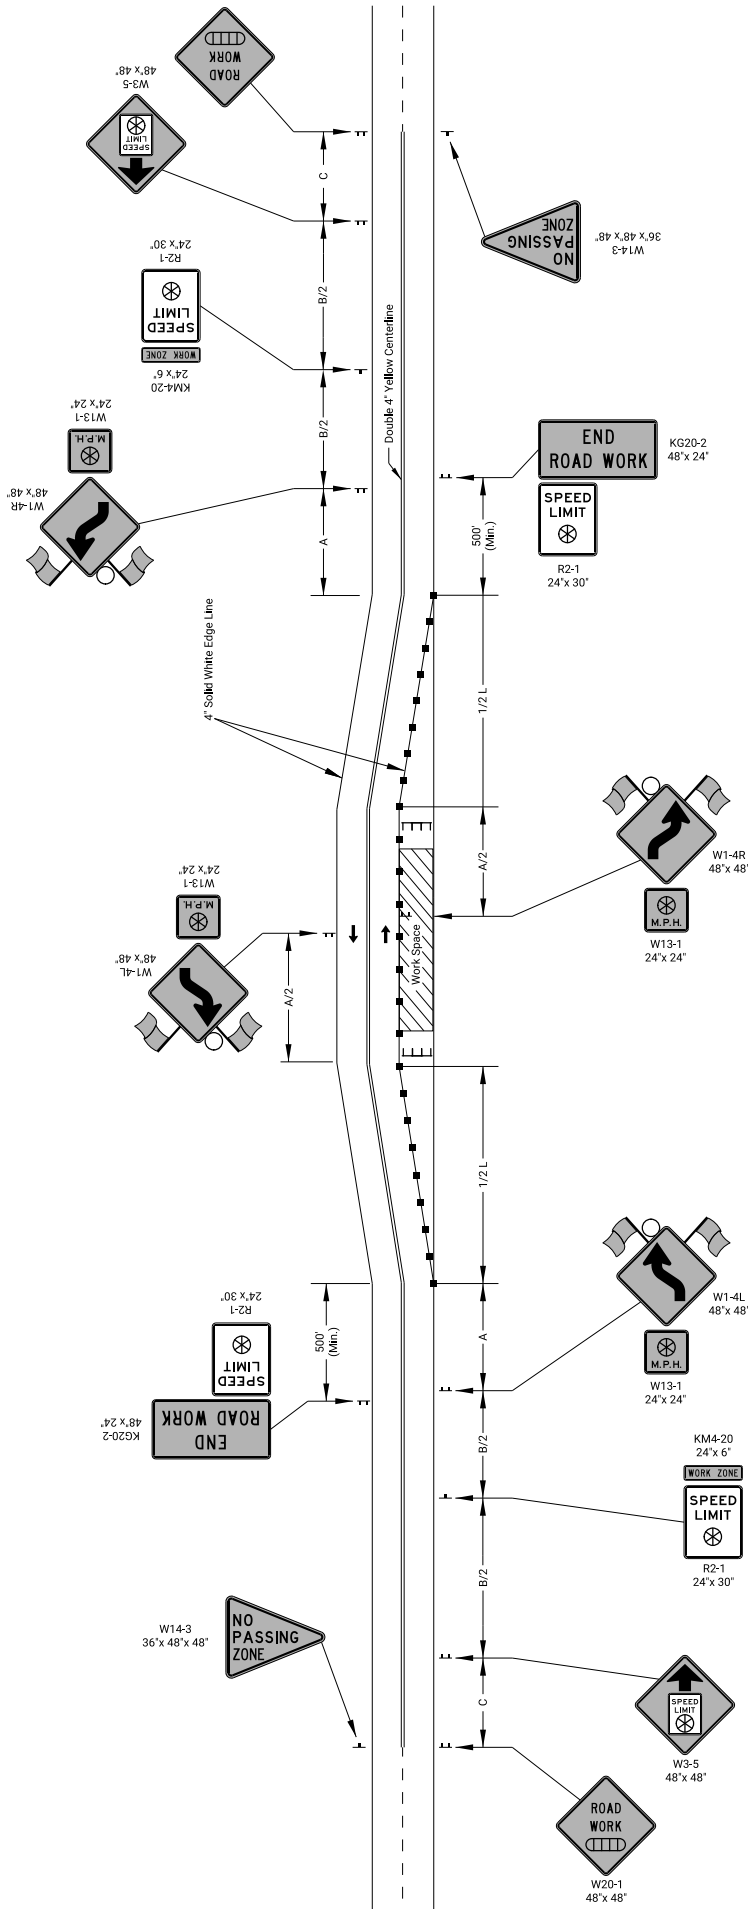 ROAD
WORK
W3-5
48"x 48"
SPEED
LIMIT
C
R2-1
24"x 30"
SPEED
LIMIT
WORK ZONE
KM4-20
24"x 6"
B/2
NO
PASSING
ZONE
W14-3
36"x 48"x 48"
Double 4" Yellow Centerline
B/2
W13-1
24"x 24"
M.P.H.
W1-4R
48"x 48"
A
END
ROAD WORK
KG20-2
48"x 24"
SPEED
LIMIT
R2-1
24"x 30"
500'
(Min.)
4" Solid White Edge Line
1/2 L
W1-4R
48"x 48"
M.P.H.
W13-1
24"x 24"
A/2
W13-1
24"x 24"
M.P.H.
W1-4L
48"x 48"
A/2
Work Space
1/2 L
W1-4L
48"x 48"
M.P.H.
W13-1
24"x 24"
A
R2-1
24"x 30"
SPEED
LIMIT
END
ROAD WORK
KG20-2
48"x 24"
500'
(Min.)
B/2
KM4-20
24"x 6"
WORK ZONE
SPEED
LIMIT
R2-1
24"x 30"
B/2
W14-3
36"x 48"x 48"
NO
PASSING
ZONE
C
SPEED
LIMIT
W3-5
48"x 48"
ROAD
WORK
W20-1
48"x 48"